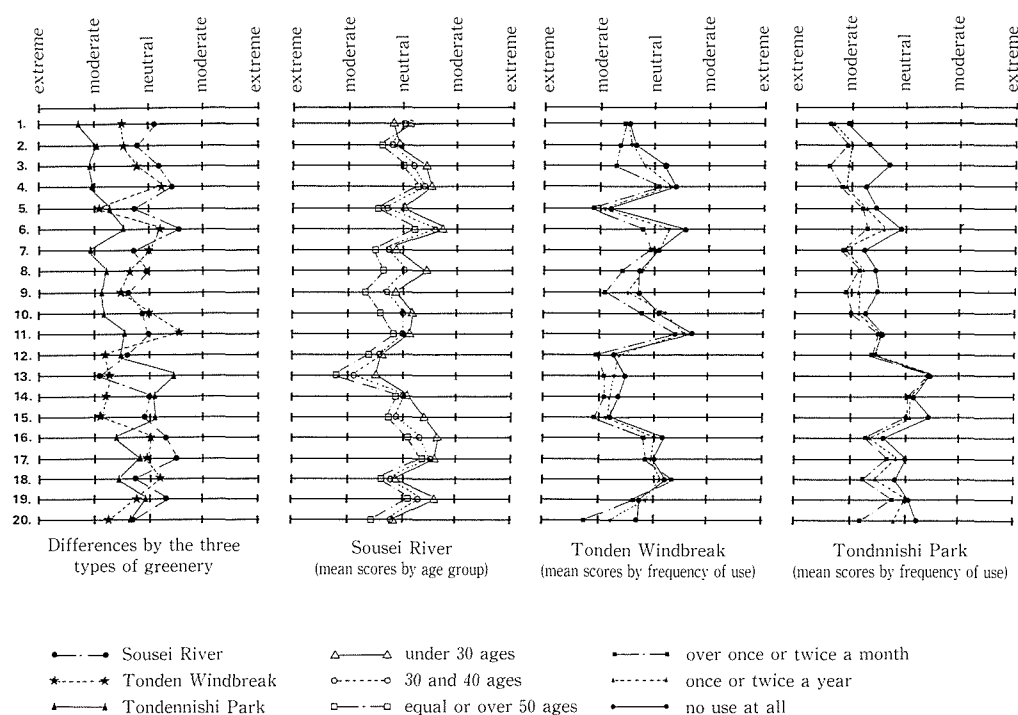 extreme
moderate
neutral
moderate
extreme
extreme
moderate
neutral
moderate
extreme
extreme
moderate
neutral
moderate
extreme
extreme
moderate
neutral
moderate
extreme
1.
2.
3.
4.
5.
6.
7.
8.
9.
10.
11.
12.
13.
14.
15.
16.
17.
18.
19.
20.
Differences by the three
types of greenery
Sousei River
(mean scores by age group)
Tonden Windbreak
(mean scores by frequency of use)
Tondnnishi Park
(mean scores by frequency of use)
Sousei River
Tonden Windbreak
Tondennishi Park
under 30 ages
30 and 40 ages
equal or over 50 ages
over once or twice a month
once or twice a year
no use at all